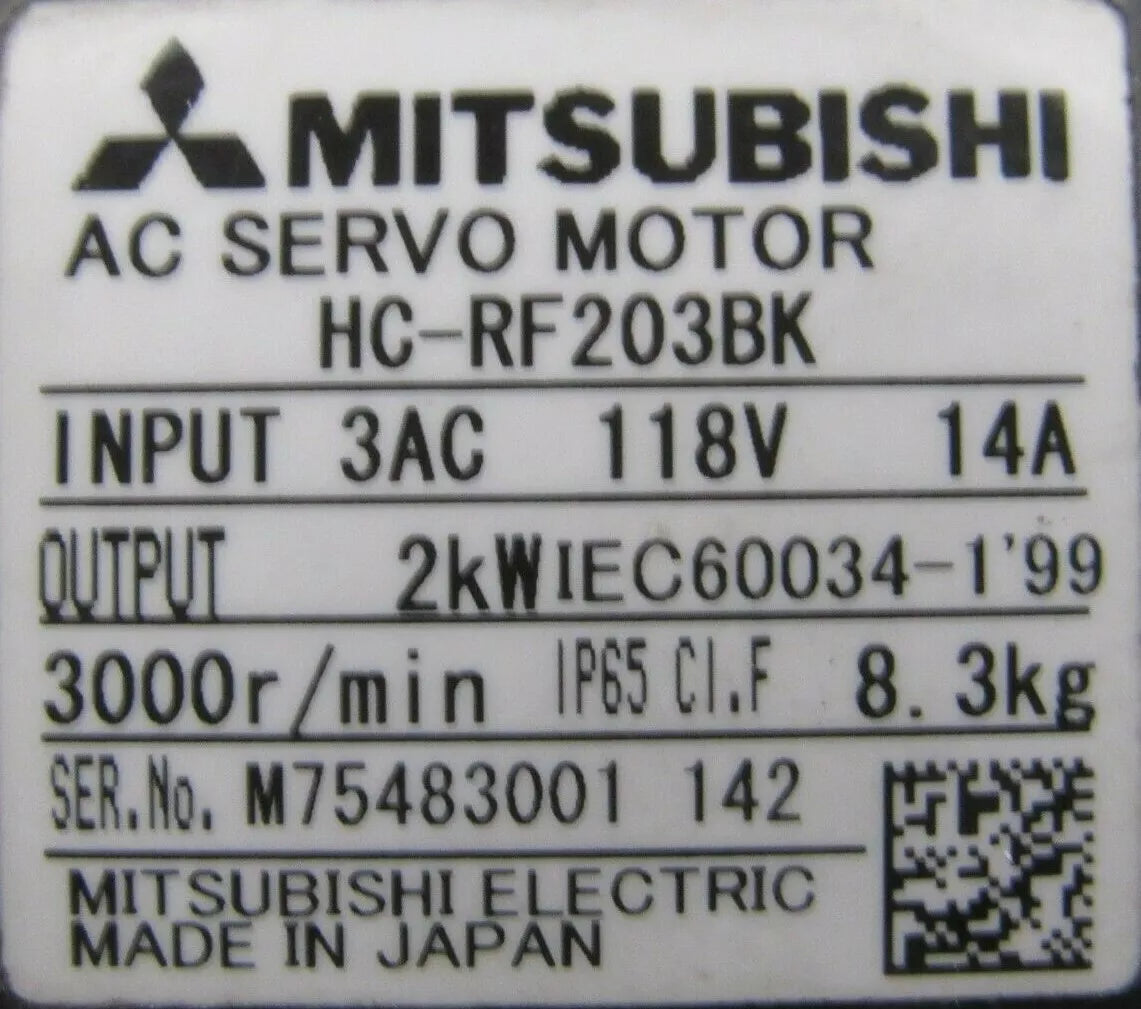 MITSUBISHI
AC SERVO MOTOR
HC-RF203BK
INPUT 3AC 118V 14A
OUTPUT 2kW IEC60034-1'99
3000r/min IP65 CI.F 8.3kg
SER.No. M75483001 142
MITSUBISHI ELECTRIC
MADE IN JAPAN